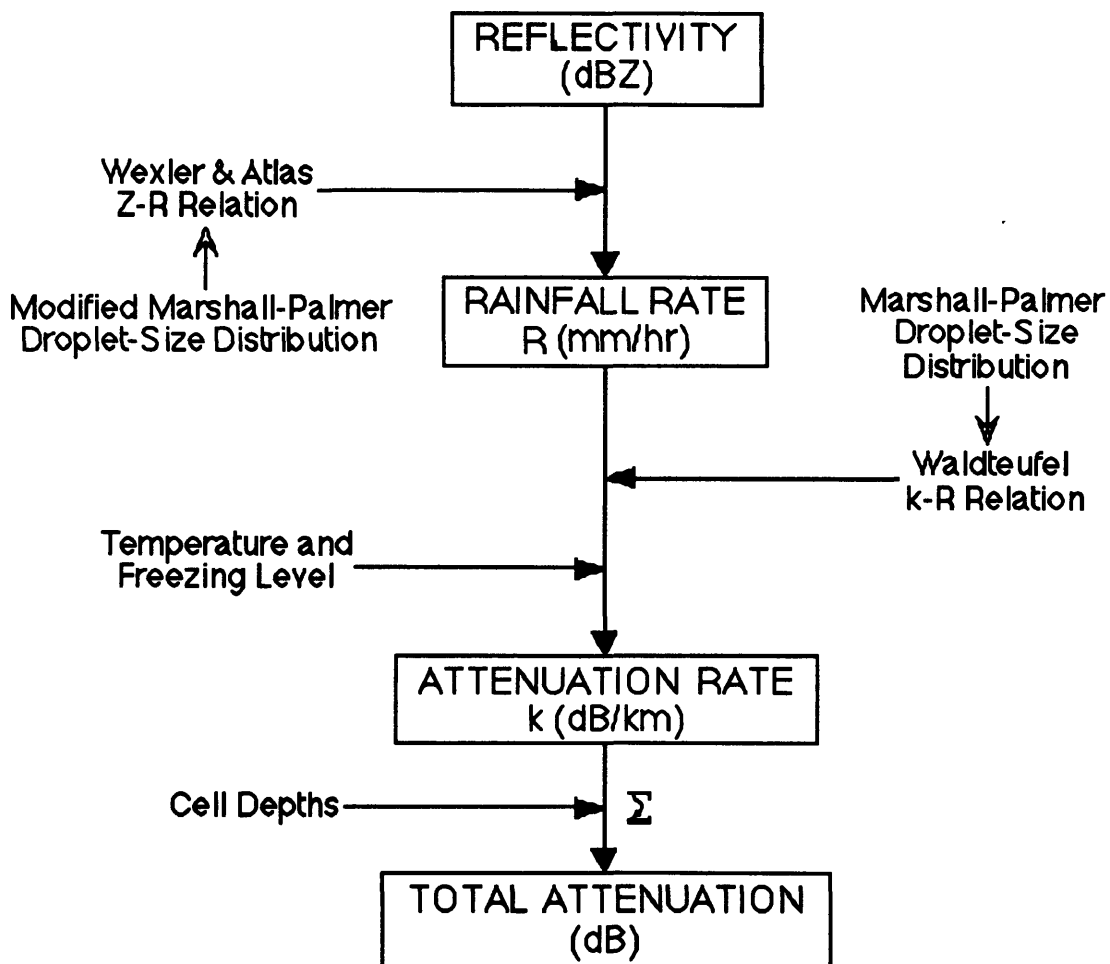 REFLECTIVITY
(dBZ)
Wexler & Atlas
Z-R Relation
Modified Marshall-Palmer
Droplet-Size Distribution
RAINFALL RATE
R (mm/hr)
Marshall-Palmer
Droplet-Size
Distribution
Waldteufel
k-R Relation
Temperature and
Freezing Level
ATTENUATION RATE
k (dB/km)
Cell Depths
Σ
TOTAL ATTENUATION
(dB)